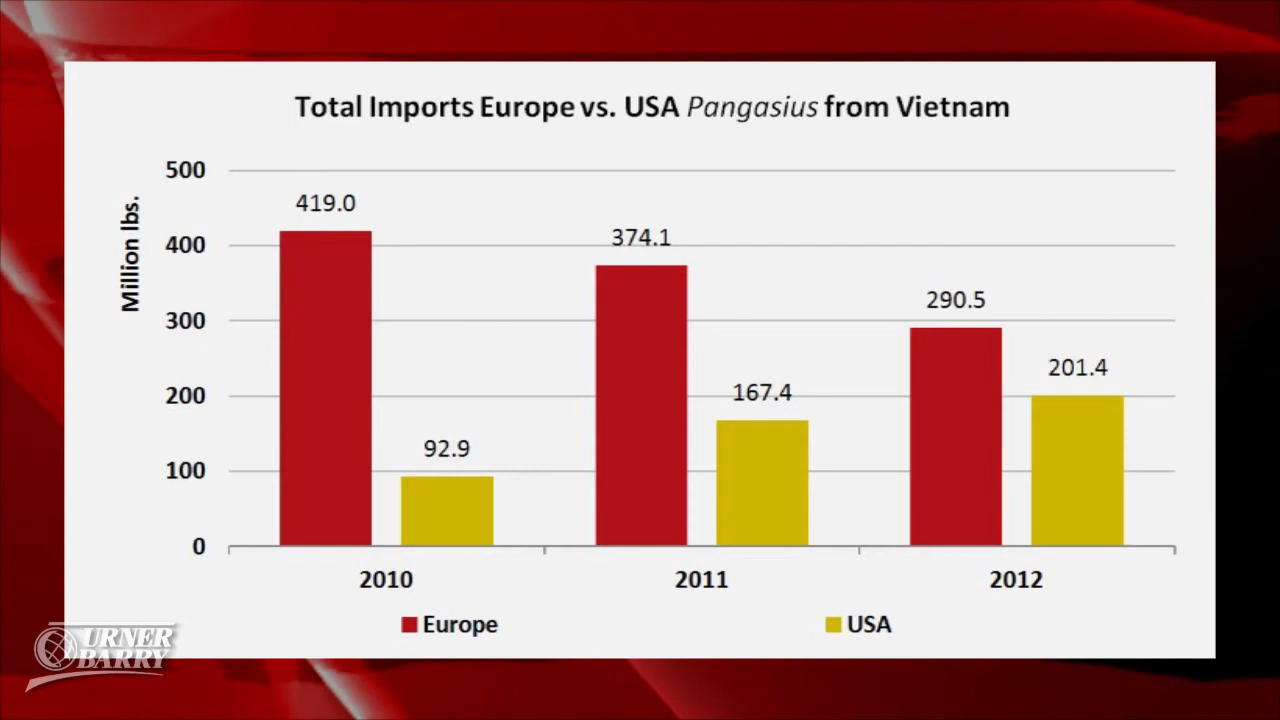 Total Imports Europe vs. USA Pangasius from Vietnam
Million lbs.
500
400
300
200
100
0
419.0
92.9
374.1
167.4
290.5
201.4
2010
2011
2012
Europe
USA
URNER
BARRY